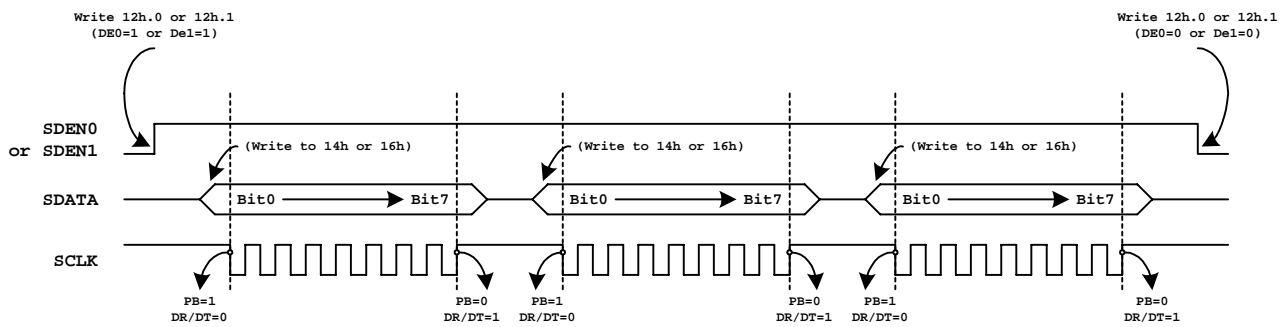 Write 12h.0 or 12h.1
(DE0=1 or De1=1)
Write 12h.0 or 12h.1
(DE0=0 or De1=0)
SDEN0
or SDEN1
(Write to 14h or 16h)
(Write to 14h or 16h)
(Write to 14h or 16h)
SDATA
Bit0
Bit7
Bit0
Bit7
Bit0
Bit7
SCLK
PB=1
DR/DT=0
PB=0
DR/DT=1
PB=1
DR/DT=0
PB=0
DR/DT=1
PB=1
DR/DT=0
PB=0
DR/DT=1